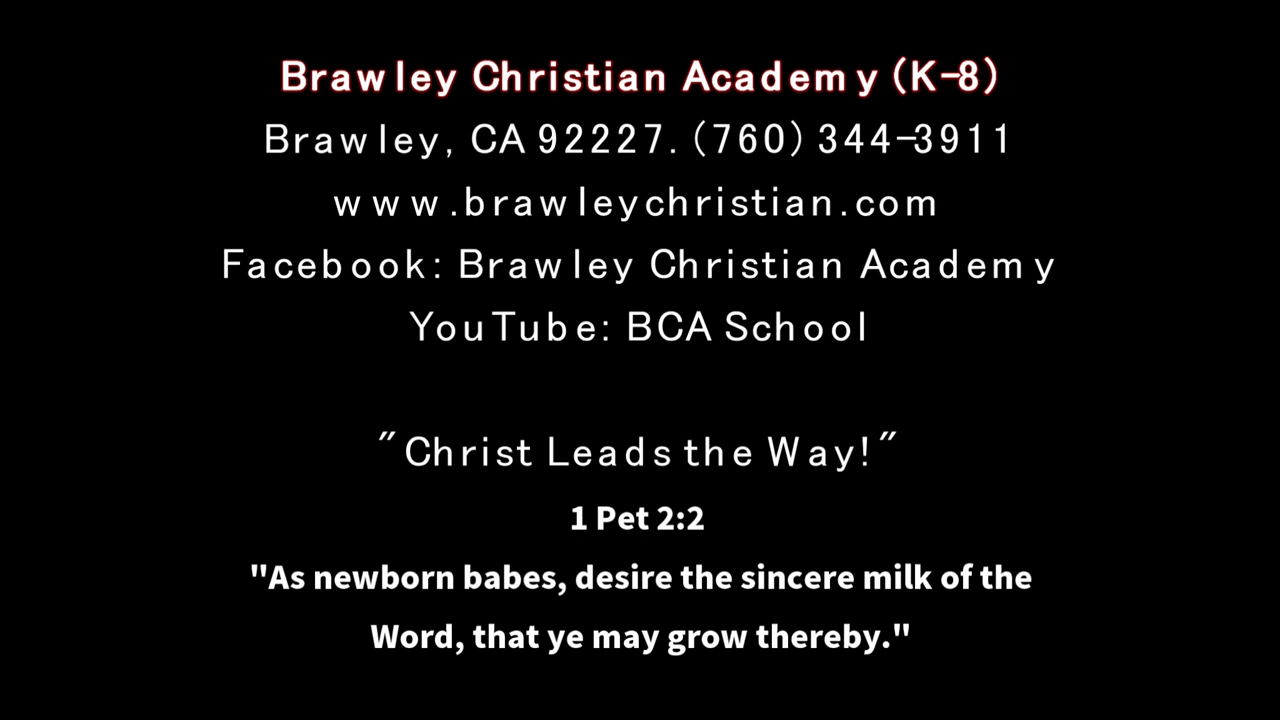 Brawley Christian Academy (K-8)
Brawley, CA 92227. (760) 344-3911
www.brawleychristian.com
Facebook: Brawley Christian Academy
YouTube: BCA School
"Christ Leads the Way!"
1 Pet 2:2
"As newborn babes, desire the sincere milk of the
Word, that ye may grow thereby."